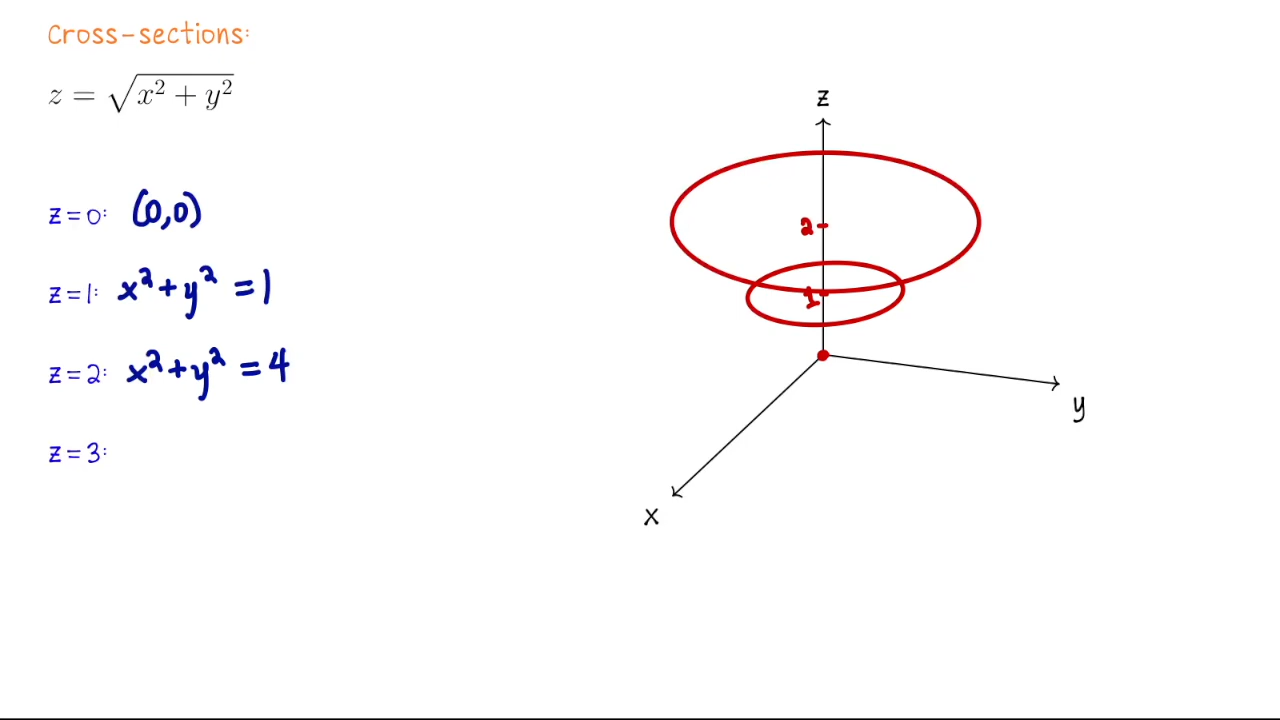 Cross-sections:
z = √(x² + y²)
z = 0: (0,0)
z = 1: x² + y² = 1
z = 2: x² + y² = 4
z = 3:
z
2
1
y
x